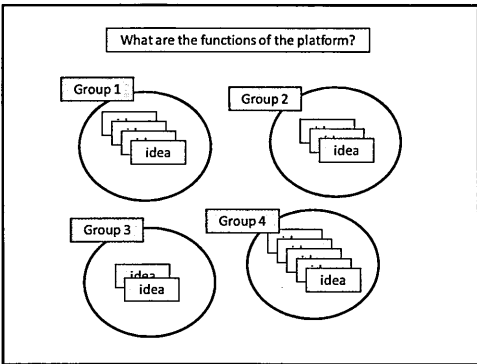 What are the functions of the platform?
Group 1
idea
Group 2
idea
Group 3
idea
idea
Group 4
idea